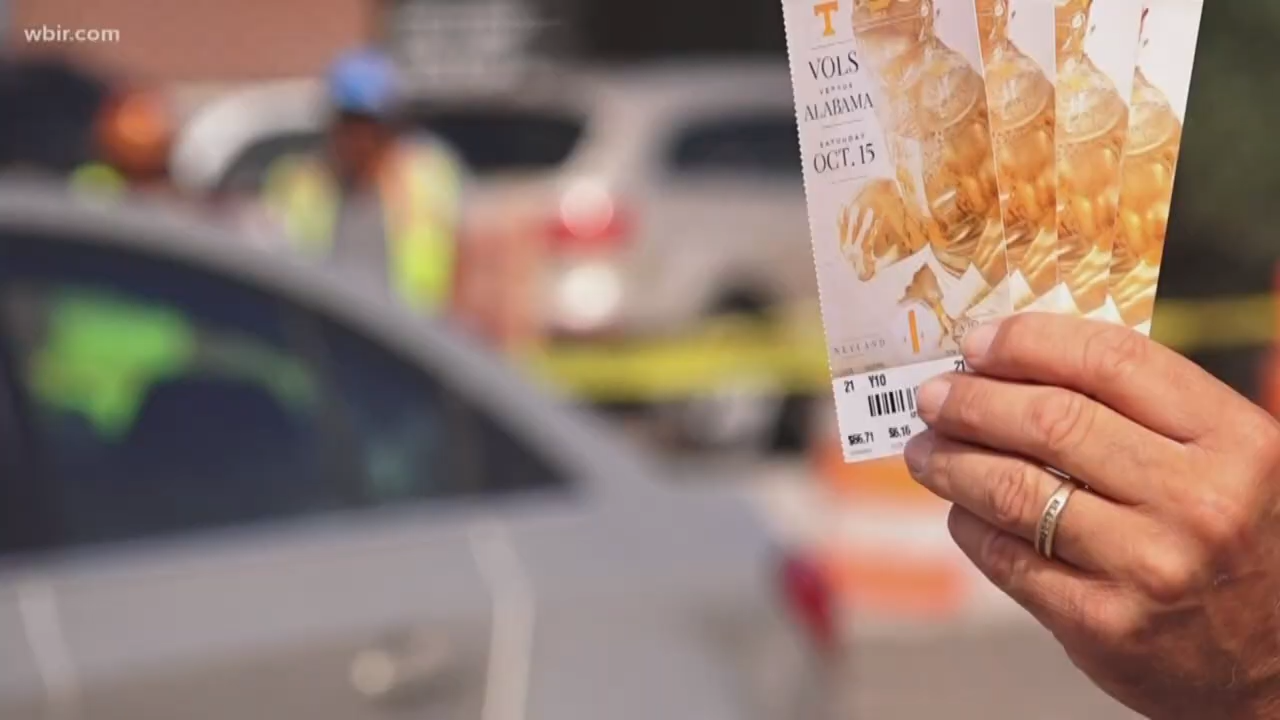 wbir.com
T
VOLS
VERSUS
ALABAMA
SATURDAY
OCT. 15
NEYLAND
21 Y10 21
$86.71 $6.16